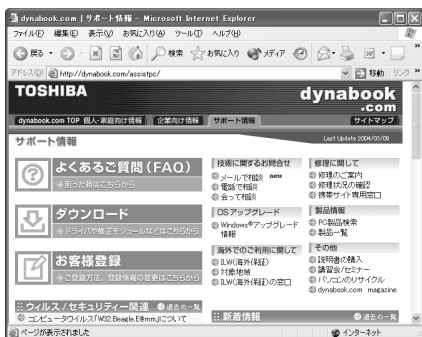 dynabook.com | サポート情報 - Microsoft Internet Explorer
ファイル(F) 編集(E) 表示(V) お気に入り(A) ツール(T) ヘルプ(H)
戻る 検索 お気に入り メディア
アドレス(D) http://dynabook.com/assistpc/ 移動 リンク
TOSHIBA
dynabook
.com
dynabook.com TOP 個人・家庭向け情報 企業向け情報 サポート情報 サイトマップ
サポート情報
Last Update 2004/03/09
よくあるご質問(FAQ)
困った時はこちらから
ダウンロード
ドライバや修正モジュールなどはこちらから
お客様登録
ご登録方法、登録情報の変更はこちらから
技術に関するお問合せ
メールで相談 new
電話で相談
会って相談
OSアップグレード
Windows®アップグレード
情報
海外でのご利用に関して
ILW(海外保証)
対象地域
ILW(海外保証)の窓口
修理に関して
修理のご案内
修理状況の確認
携帯サイト専用窓口
製品情報
PC製品検索
製品一覧
その他
説明書の購入
講習会/セミナー
パソコンのリサイクル
dynabook.com magazine
ウィルス/セキュリティー関連 過去の一覧
コンピュータウイルス「W32.Beagle.E@mm」について
新着情報 過去の一覧
ページが表示されました インターネット